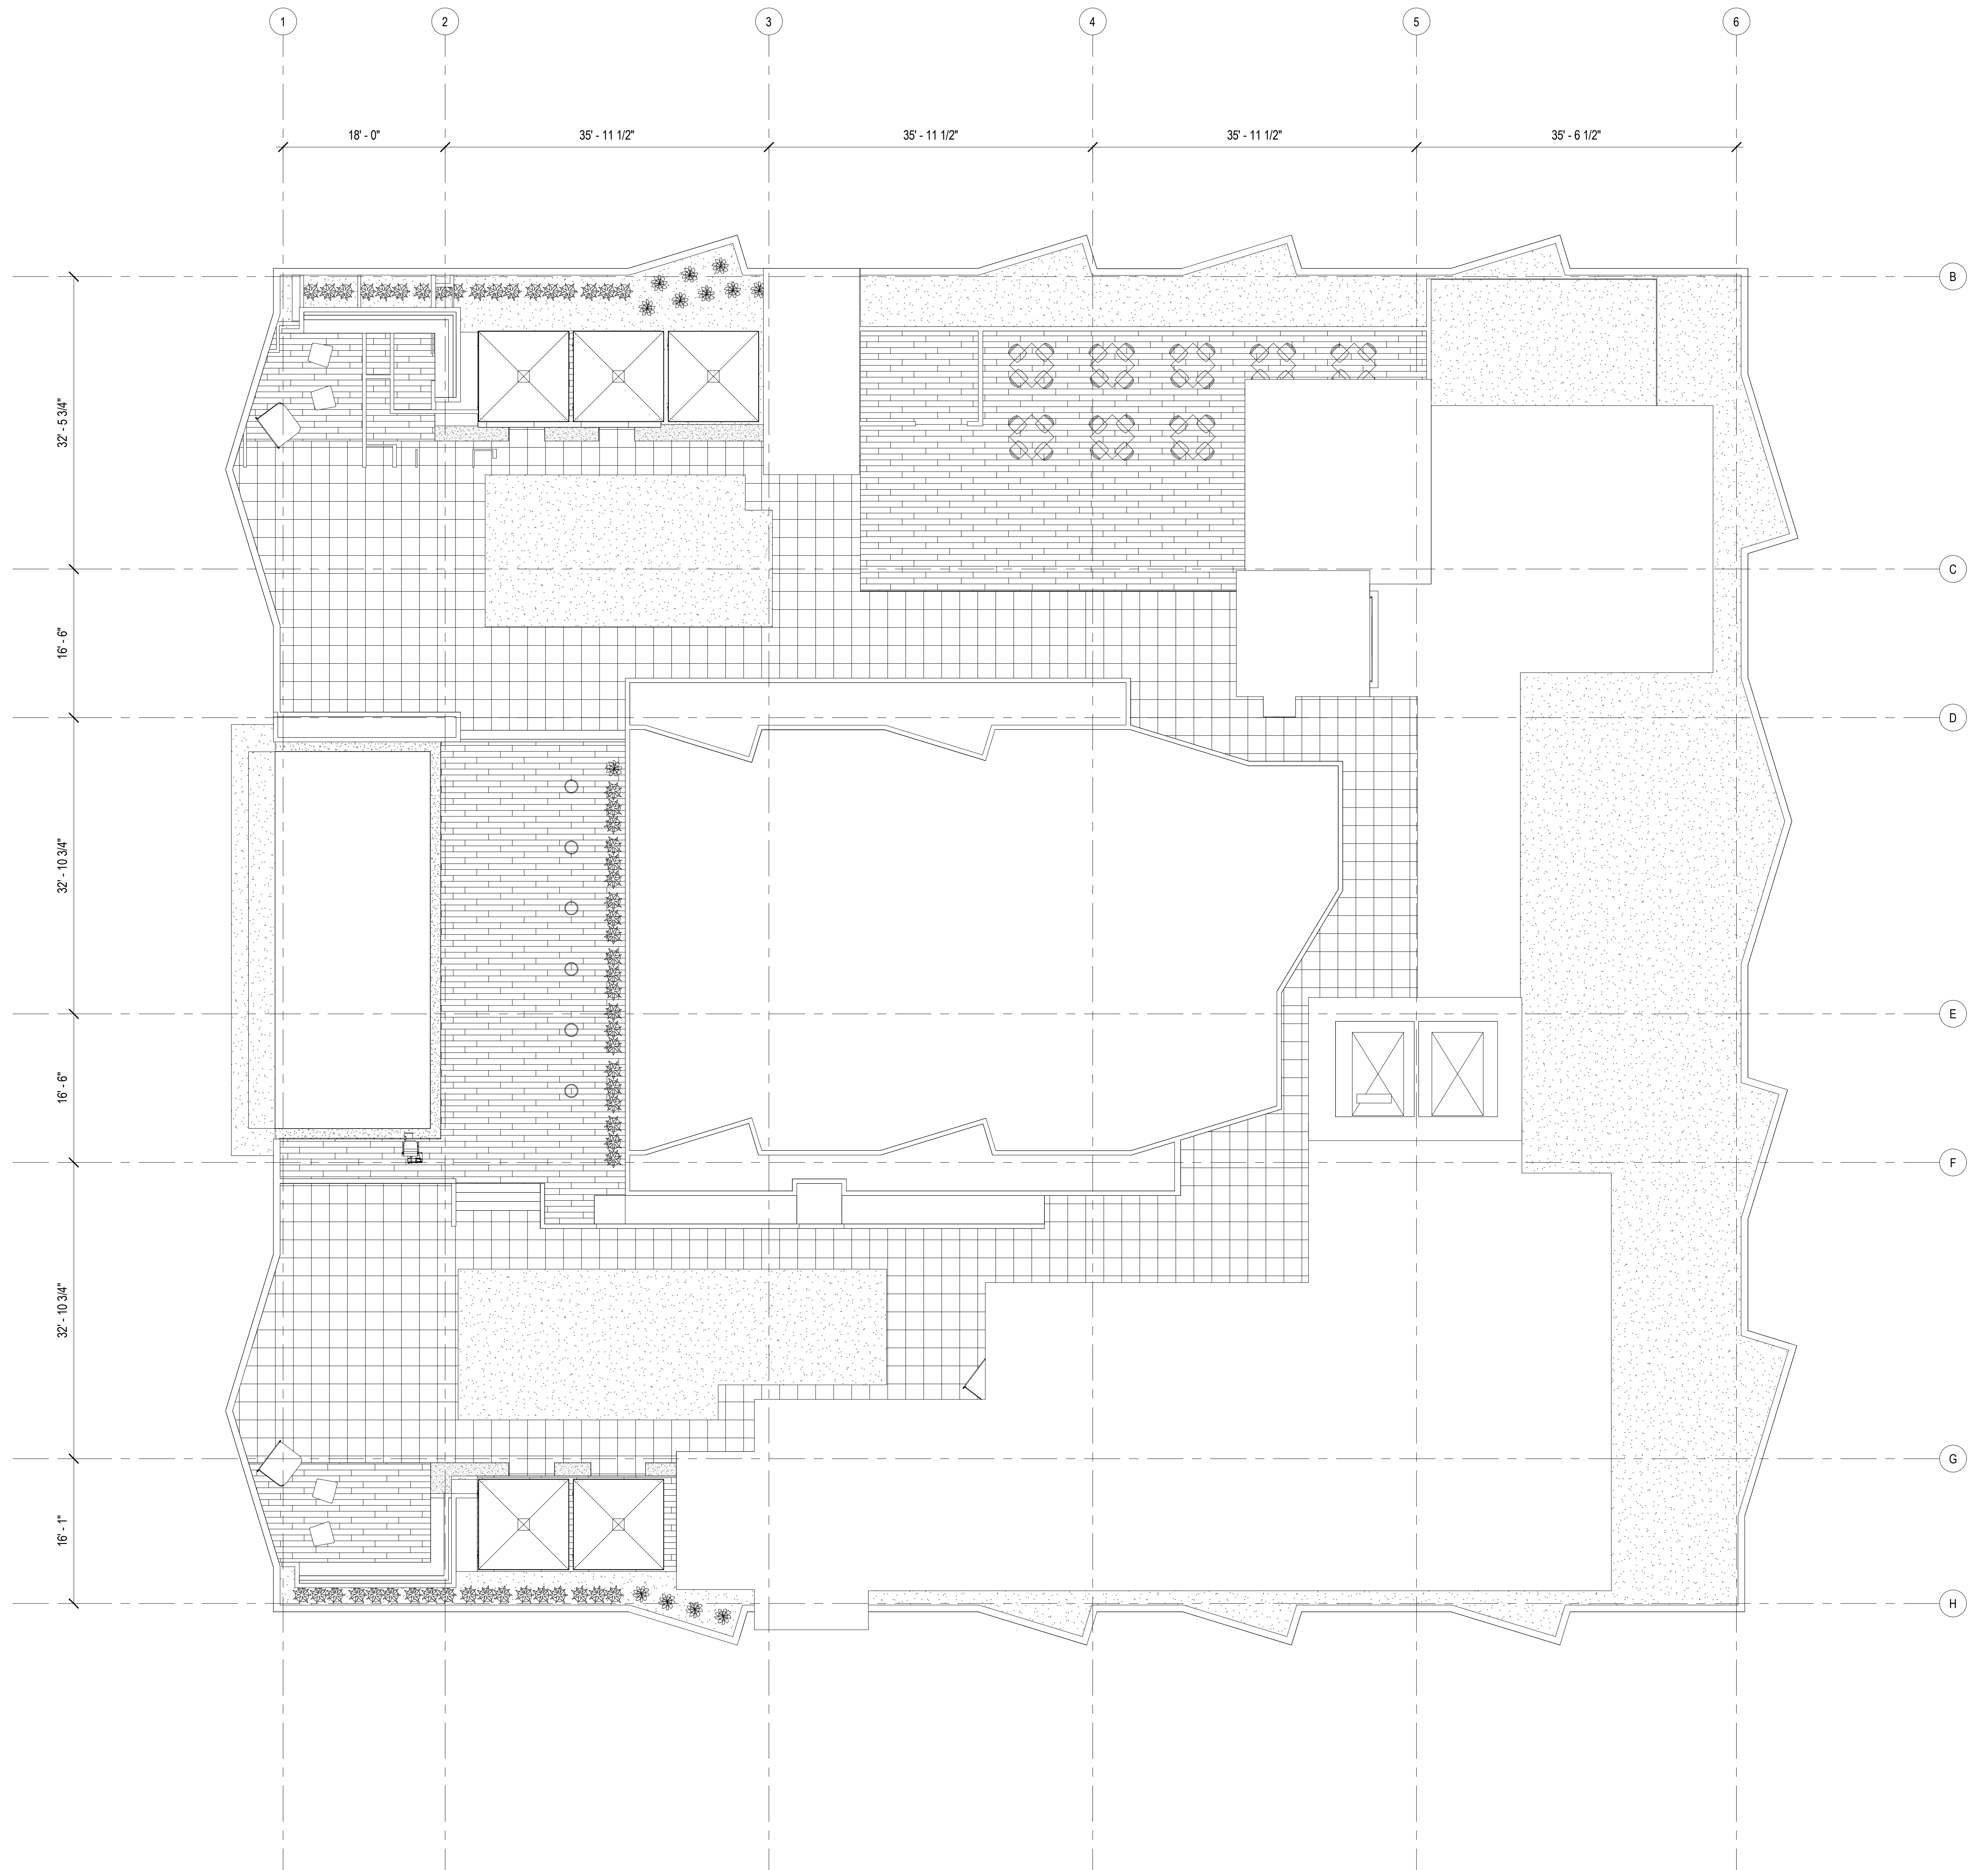 1 2 3 4 5 6
18' - 0" 35' - 11 1/2" 35' - 11 1/2" 35' - 11 1/2" 35' - 6 1/2"
B
32' - 5 3/4"
C
16' - 6"
D
32' - 10 3/4"
E
16' - 6"
F
32' - 10 3/4"
G
16' - 1"
H